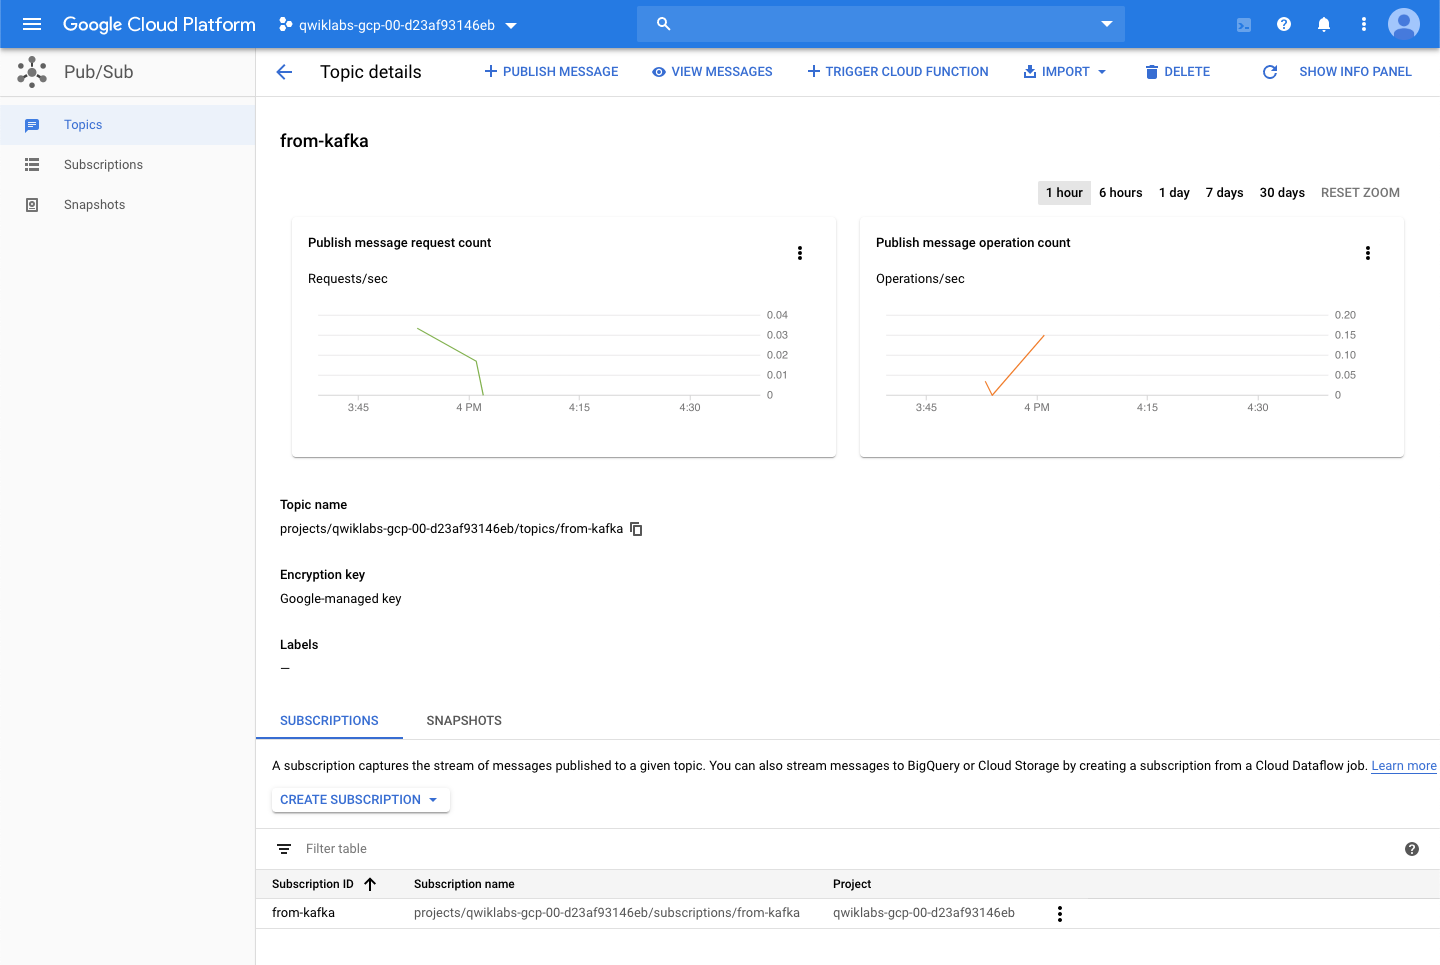 Google Cloud Platform
qwiklabs-gcp-00-d23af93146eb
Pub/Sub
Topic details
PUBLISH MESSAGE
VIEW MESSAGES
TRIGGER CLOUD FUNCTION
IMPORT
DELETE
SHOW INFO PANEL
Topics
Subscriptions
Snapshots
from-kafka
1 hour
6 hours
1 day
7 days
30 days
RESET ZOOM
Publish message request count
Requests/sec
0.04
0.03
0.02
0.01
0
3:45
4 PM
4:15
4:30
Publish message operation count
Operations/sec
0.20
0.15
0.10
0.05
0
3:45
4 PM
4:15
4:30
Topic name
projects/qwiklabs-gcp-00-d23af93146eb/topics/from-kafka
Encryption key
Google-managed key
Labels
—
SUBSCRIPTIONS
SNAPSHOTS
A subscription captures the stream of messages published to a given topic. You can also stream messages to BigQuery or Cloud Storage by creating a subscription from a Cloud Dataflow job. Learn more
CREATE SUBSCRIPTION
Filter table
Subscription ID
Subscription name
Project
from-kafka
projects/qwiklabs-gcp-00-d23af93146eb/subscriptions/from-kafka
qwiklabs-gcp-00-d23af93146eb